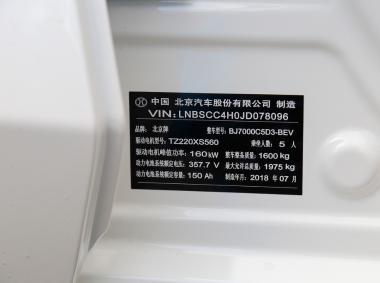 中国 北京汽车股份有限公司 制造
VIN: LNBSCC4H0JD078096
品牌：北京牌 整车型号：BJ7000C5D3-BEV
驱动电机型号：TZ220XS560 乘坐人数：5 人
驱动电机峰值功率：160kW 整车整备质量：1600 kg
动力电池系统额定电压：357.7 V 最大允许总质量：1975 kg
动力电池系统额定容量：150 Ah 制造年月：2018 年 07 月